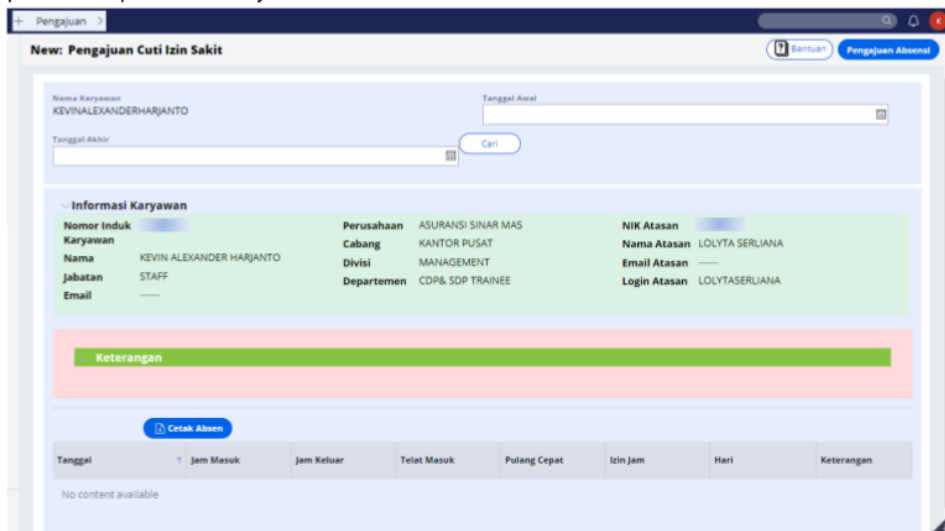 Pengajuan
K
New: Pengajuan Cuti Izin Sakit
Bantuan
Pengajuan Absensi
Nama Karyawan
KEVINALEXANDERHARJANTO
Tanggal Awal
Tanggal Akhir
Cari
Informasi Karyawan
Nomor Induk Karyawan
Nama KEVIN ALEXANDER HARJANTO
Jabatan STAFF
Email ------
Perusahaan ASURANSI SINAR MAS
Cabang KANTOR PUSAT
Divisi MANAGEMENT
Departemen CDP& SDP TRAINEE
NIK Atasan
Nama Atasan LOLYTA SERLIANA
Email Atasan ------
Login Atasan LOLYTASERLIANA
Keterangan
Cetak Absen
Tanggal Jam Masuk Jam Keluar Telat Masuk Pulang Cepat Izin Jam Hari Keterangan
No content available